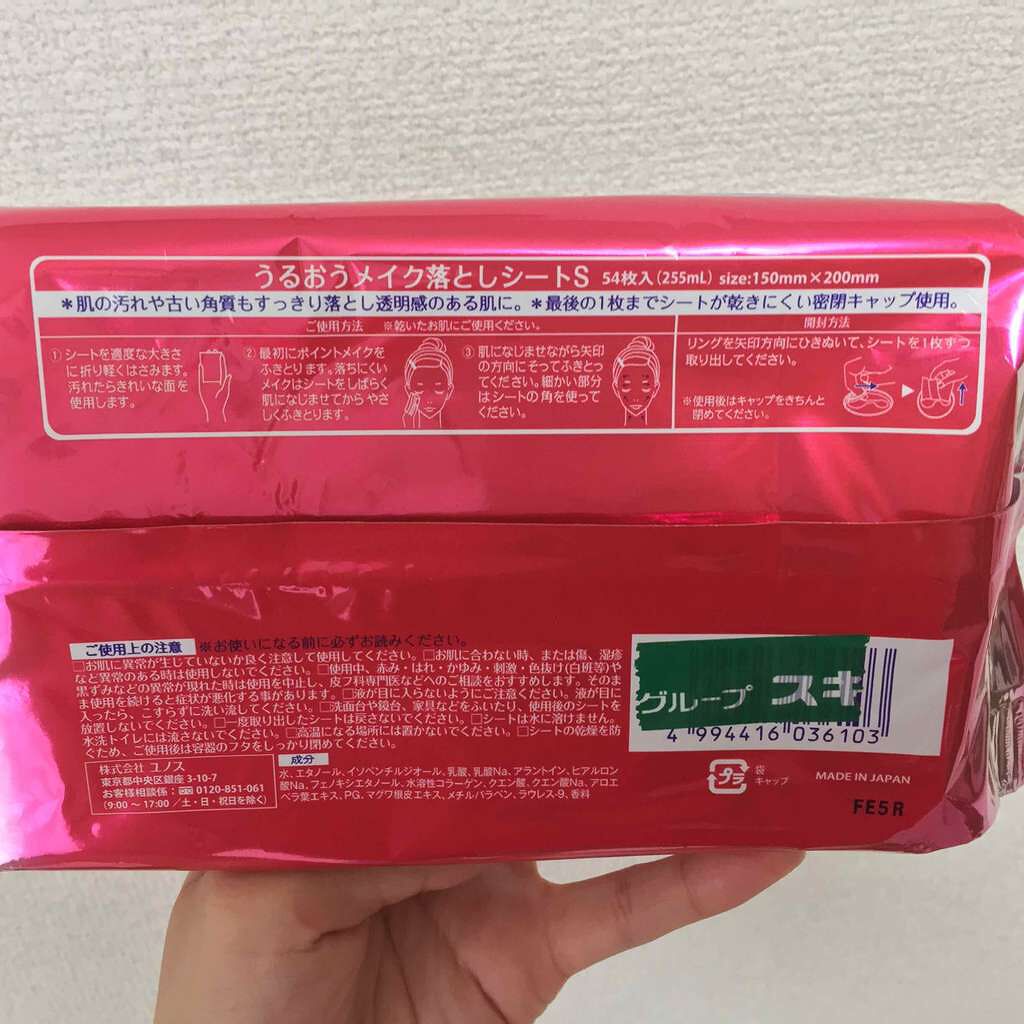 うるおうメイク落としシートS 54枚入(255mL) size:150mm×200mm
*肌の汚れや古い角質もすっきり落とし透明感のある肌に。*最後の1枚までシートが乾きにくい密閉キャップ使用。
ご使用方法 ※乾いたお肌にご使用ください。
①シートを適度な大きさ
に折り軽くはさみます。
汚れたらきれいな面を
使用します。
②最初にポイントメイクを
ふきとります。落ちにくい
メイクはシートをしばらく
肌になじませてから やさ
しくふきとります。
③肌になじませながら矢印
の方向にそってふきとっ
てください。細かい部分
はシートの角を使って
ください。
開封方法
リングを矢印方向にひきぬいて、シートを1枚ずつ
取り出してください。
※使用後はキャップをきちんと
閉めてください。
ご使用上の注意 ※お使いになる前に必ずお読みください。
□お肌に異常が生じていないか良く注意して使用してください。□お肌に合わない時、または傷、湿疹
など異常のある時は使用しないでください。□使用中、赤み・はれ・かゆみ・刺激・色抜け(白斑等)や
黒ずみなどの異常が現れた時は使用を中止し、皮フ科専門医などへのご相談をおすすめします。そのまま
使用を続けると症状が悪化する事があります。□液が目に入らないようにご注意ください。液が目に
入ったら、こすらずに洗い流してください。□洗面台や鏡台、家具などをふいたり、使用後のシートを
放置しないでください。□一度取り出したシートは戻さないでください。□シートは水に溶けません。
水洗トイレには流さないでください。□高温になる場所には置かないでください。□シートの乾燥を防
ぐため、ご使用後は容器のフタをしっかり閉めてください。
株式会社 ユノス
東京都中央区銀座 3-10-7
お客様相談係:0120-851-061
(9:00 〜 17:00 /土・日・祝日を除く)
成分
水、エタノール、イソペンチルジオール、乳酸、乳酸Na、アラントイン、ヒアルロン
酸Na、フェノキシエタノール、水溶性コラーゲン、クエン酸、クエン酸Na、アロエ
ベラ葉エキス、PG、マグワ根皮エキス、メチルパラベン、ラウレス-9、香料
グループ スギ
4 994416 036103
プラ
袋
キャップ
MADE IN JAPAN
FE5R